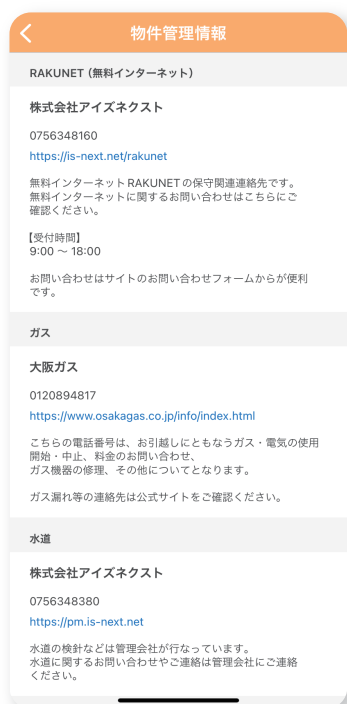 物件管理情報
RAKUNET（無料インターネット）
株式会社アイズネクスト
0756348160
https://is-next.net/rakunet
無料インターネットRAKUNETの保守関連連絡先です。
無料インターネットに関するお問い合わせはこちらにご
確認ください。
【受付時間】
9:00 ～ 18:00
お問い合わせはサイトのお問い合わせフォームからが便利
です。
ガス
大阪ガス
0120894817
https://www.osakagas.co.jp/info/index.html
こちらの電話番号は、お引越しにともなうガス・電気の使用
開始・中止、料金のお問い合わせ、
ガス機器の修理、その他についてとなります。
ガス漏れ等の連絡先は公式サイトをご確認ください。
水道
株式会社アイズネクスト
0756348380
https://pm.is-next.net
水道の検針などは管理会社が行なっています。
水道に関するお問い合わせやご連絡は管理会社にご連絡
ください。